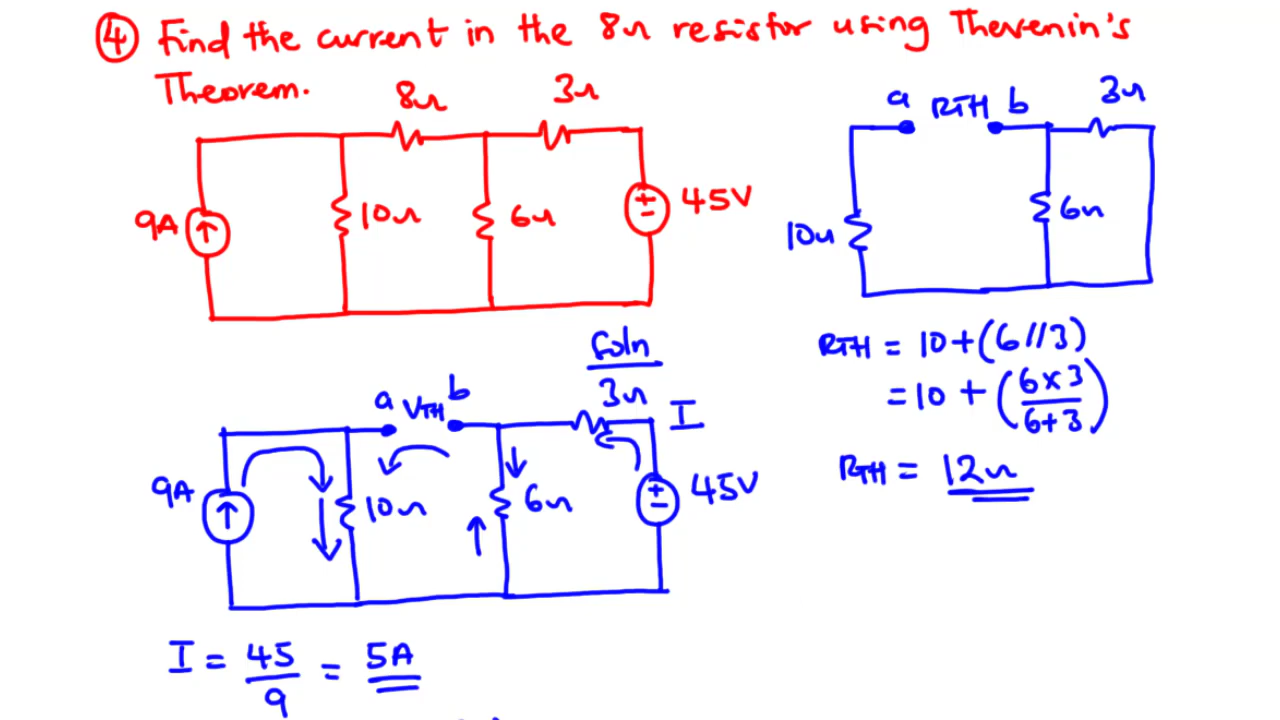 ④ Find the current in the 8Ω resistor using Thevenin's
Theorem.
8Ω
3Ω
9A
10Ω
6Ω
+
−
45V
a
RTH
b
3Ω
10Ω
6Ω
Soln
a
VTH
b
3Ω
I
9A
10Ω
6Ω
+
−
45V
I = 45/9 = 5A
RTH = 10+(6//3)
= 10 + (6×3/6+3)
RTH = 12Ω